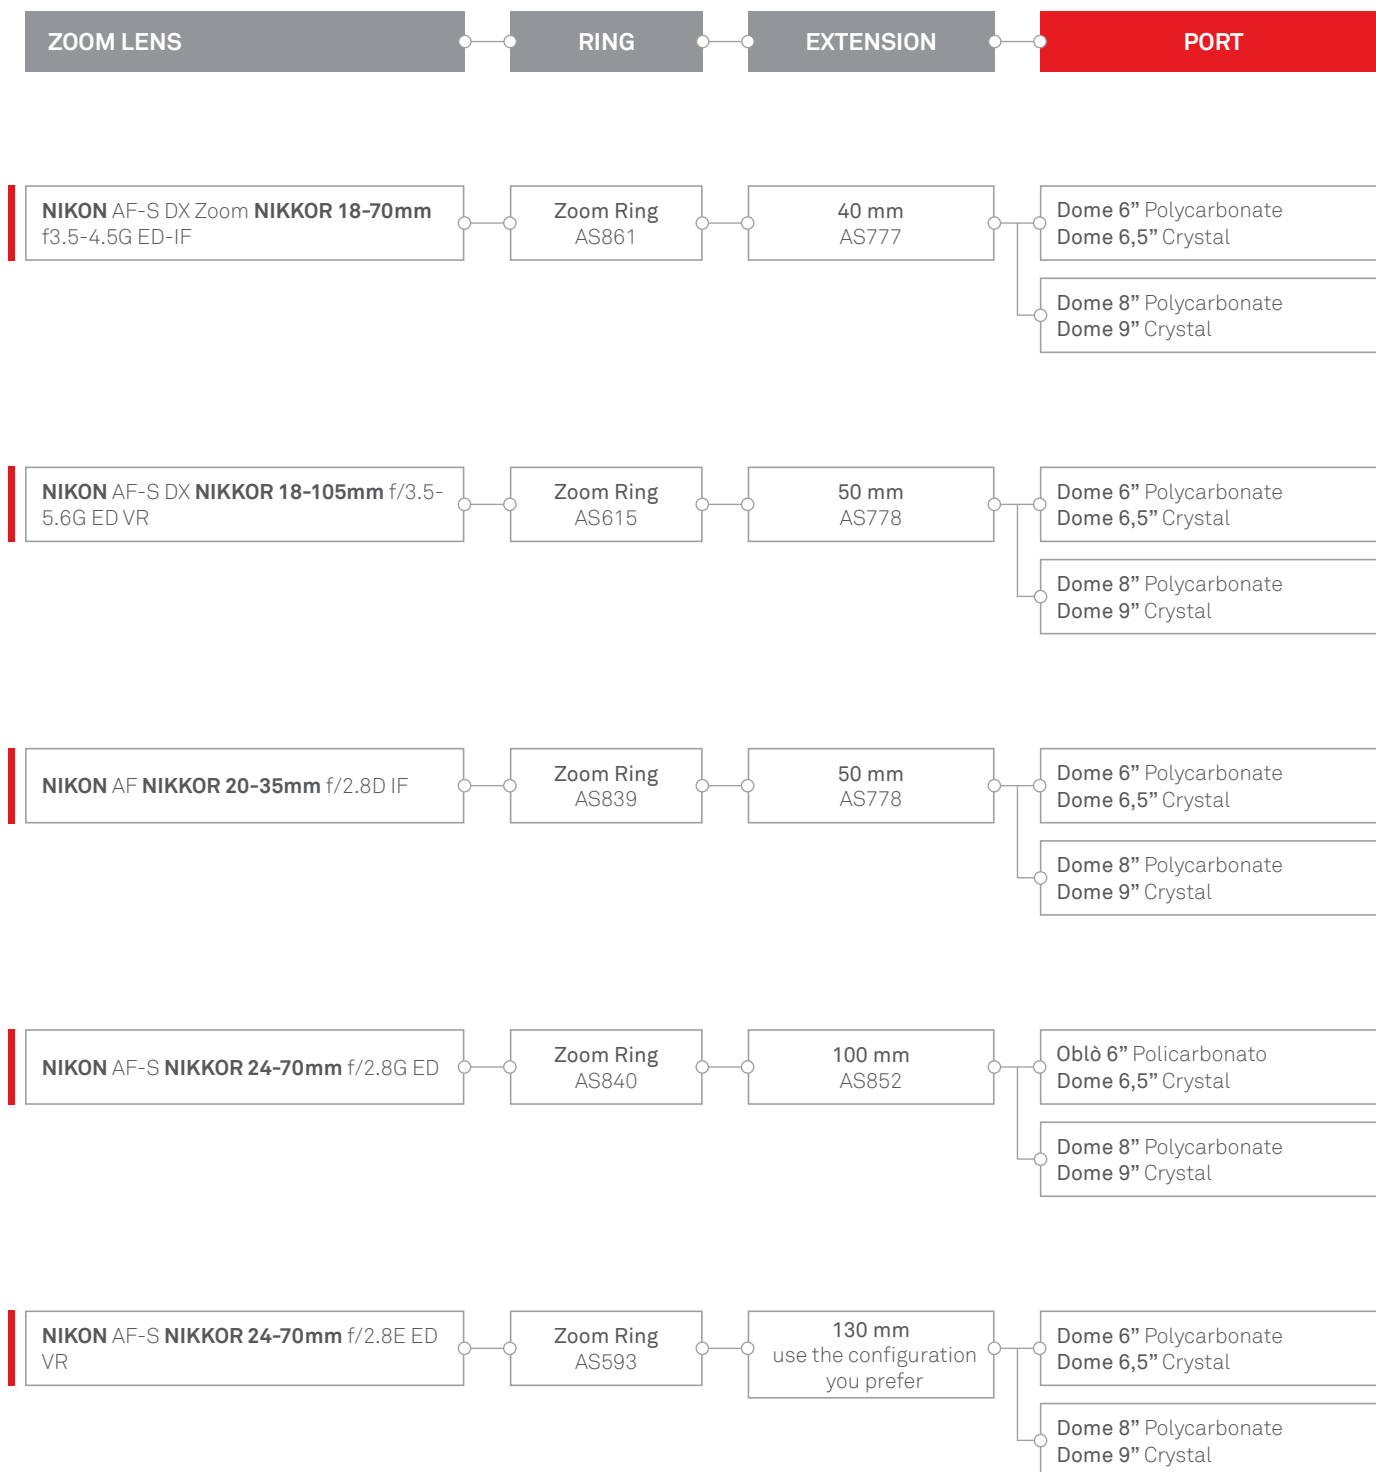 ZOOM LENS
RING
EXTENSION
PORT
NIKON AF-S DX Zoom NIKKOR 18-70mm
f3.5-4.5G ED-IF
Zoom Ring
AS861
40 mm
AS777
Dome 6” Polycarbonate
Dome 6,5” Crystal
Dome 8” Polycarbonate
Dome 9” Crystal
NIKON AF-S DX NIKKOR 18-105mm f/3.5-
5.6G ED VR
Zoom Ring
AS615
50 mm
AS778
Dome 6” Polycarbonate
Dome 6,5” Crystal
Dome 8” Polycarbonate
Dome 9” Crystal
NIKON AF NIKKOR 20-35mm f/2.8D IF
Zoom Ring
AS839
50 mm
AS778
Dome 6” Polycarbonate
Dome 6,5” Crystal
Dome 8” Polycarbonate
Dome 9” Crystal
NIKON AF-S NIKKOR 24-70mm f/2.8G ED
Zoom Ring
AS840
100 mm
AS852
Oblò 6” Policarbonato
Dome 6,5” Crystal
Dome 8” Polycarbonate
Dome 9” Crystal
NIKON AF-S NIKKOR 24-70mm f/2.8E ED
VR
Zoom Ring
AS593
130 mm
use the configuration
you prefer
Dome 6” Polycarbonate
Dome 6,5” Crystal
Dome 8” Polycarbonate
Dome 9” Crystal